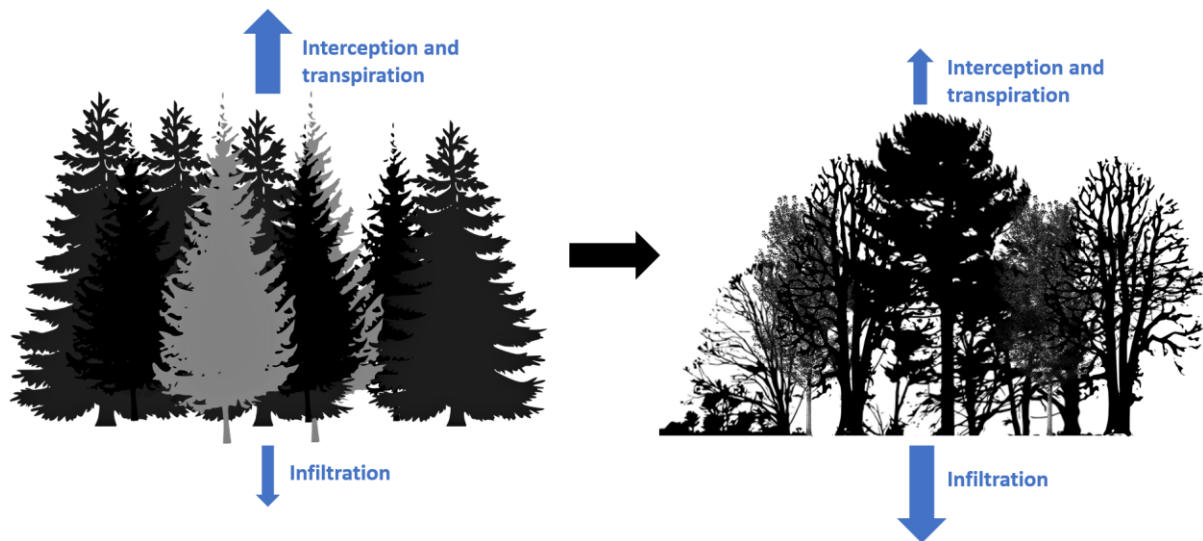 Interception and
transpiration
Infiltration
Interception and
transpiration
Infiltration